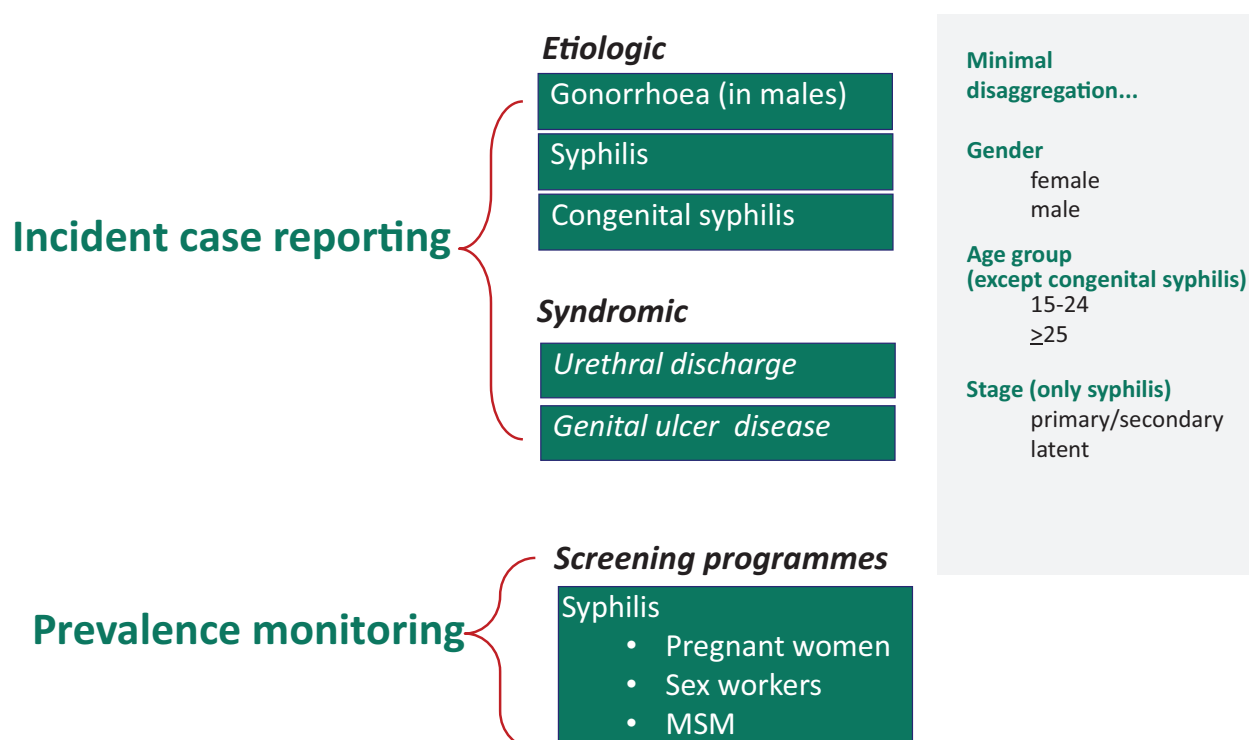 Etiologic
Gonorrhoea (in males)
Syphilis
Congenital syphilis
Incident case reporting
Syndromic
Urethral discharge
Genital ulcer disease
Minimal
disaggregation...
Gender
female
male
Age group
(except congenital syphilis)
15-24
≥25
Stage (only syphilis)
primary/secondary
latent
Screening programmes
Prevalence monitoring
Syphilis
• Pregnant women
• Sex workers
• MSM